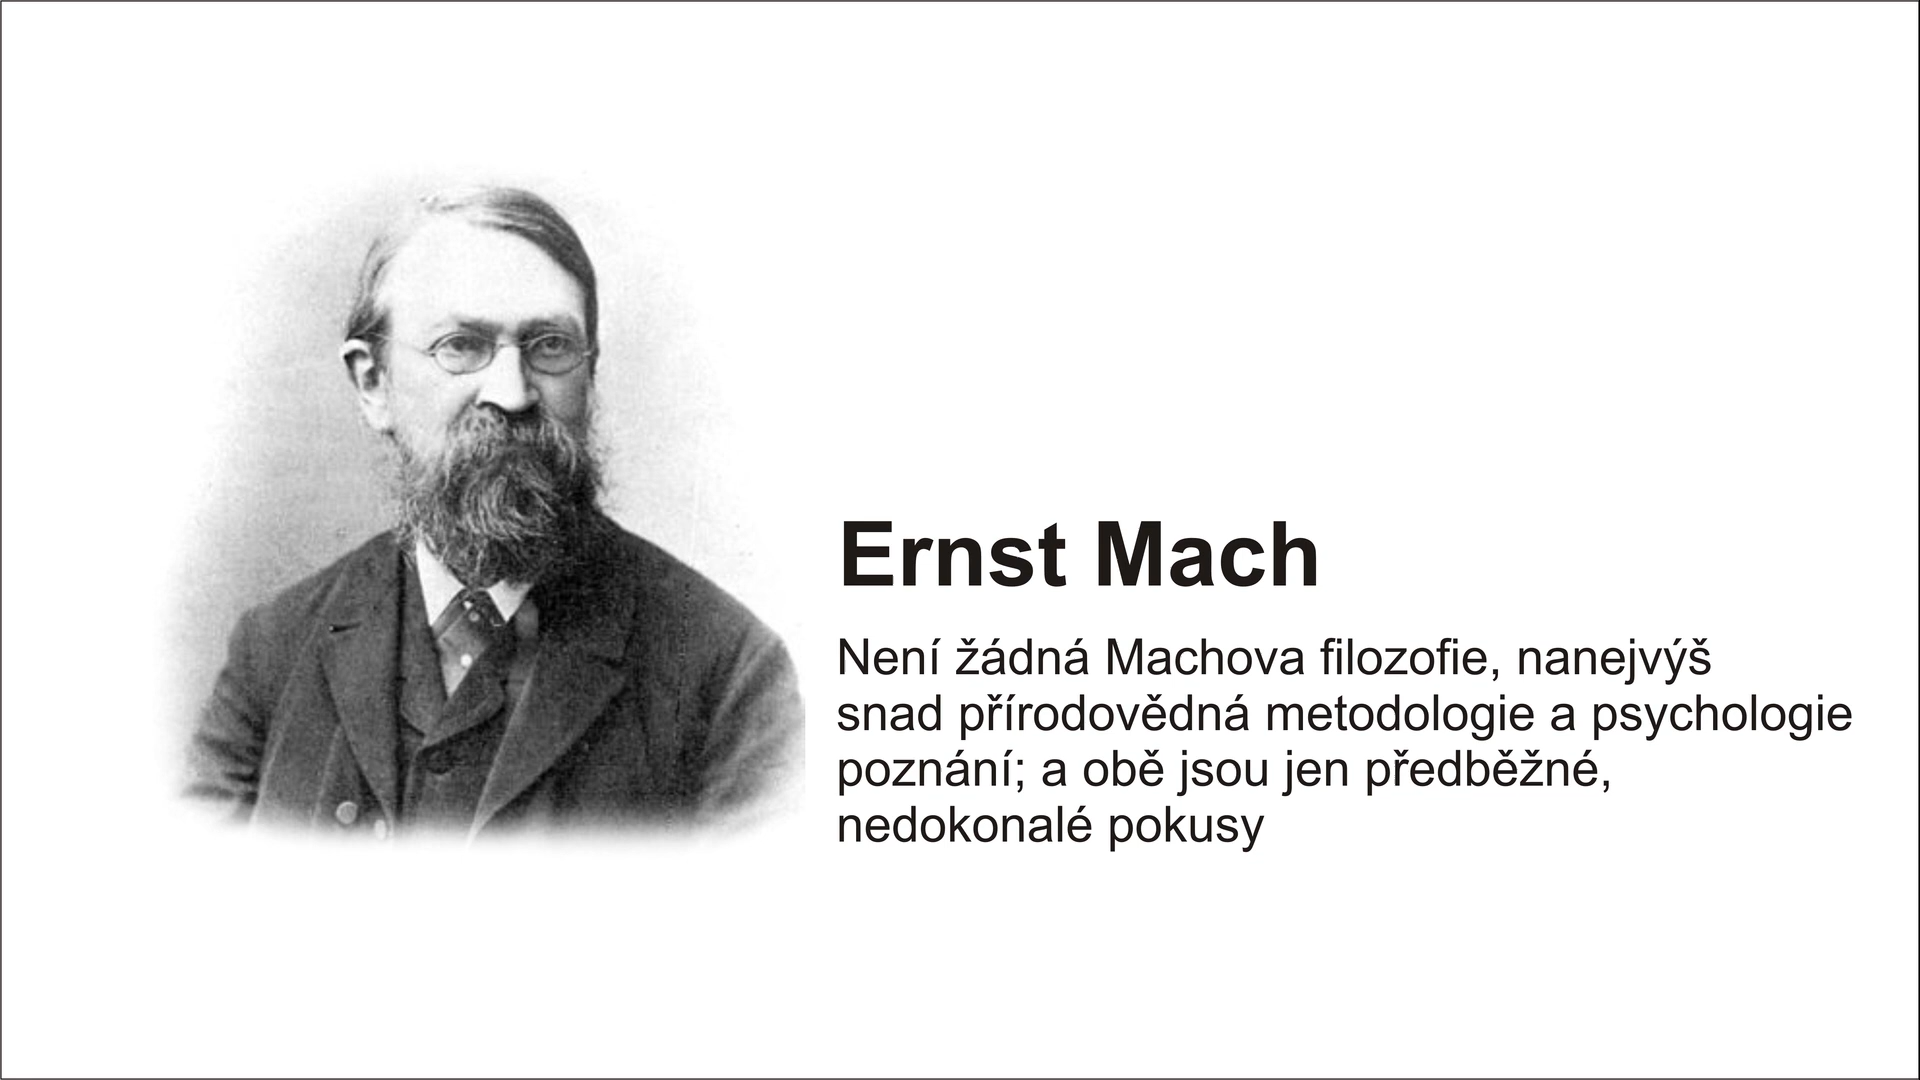 Ernst Mach
Není žádná Machova filozofie, nanejvýš
snad přírodovědná metodologie a psychologie
poznání; a obě jsou jen předběžné,
nedokonalé pokusy